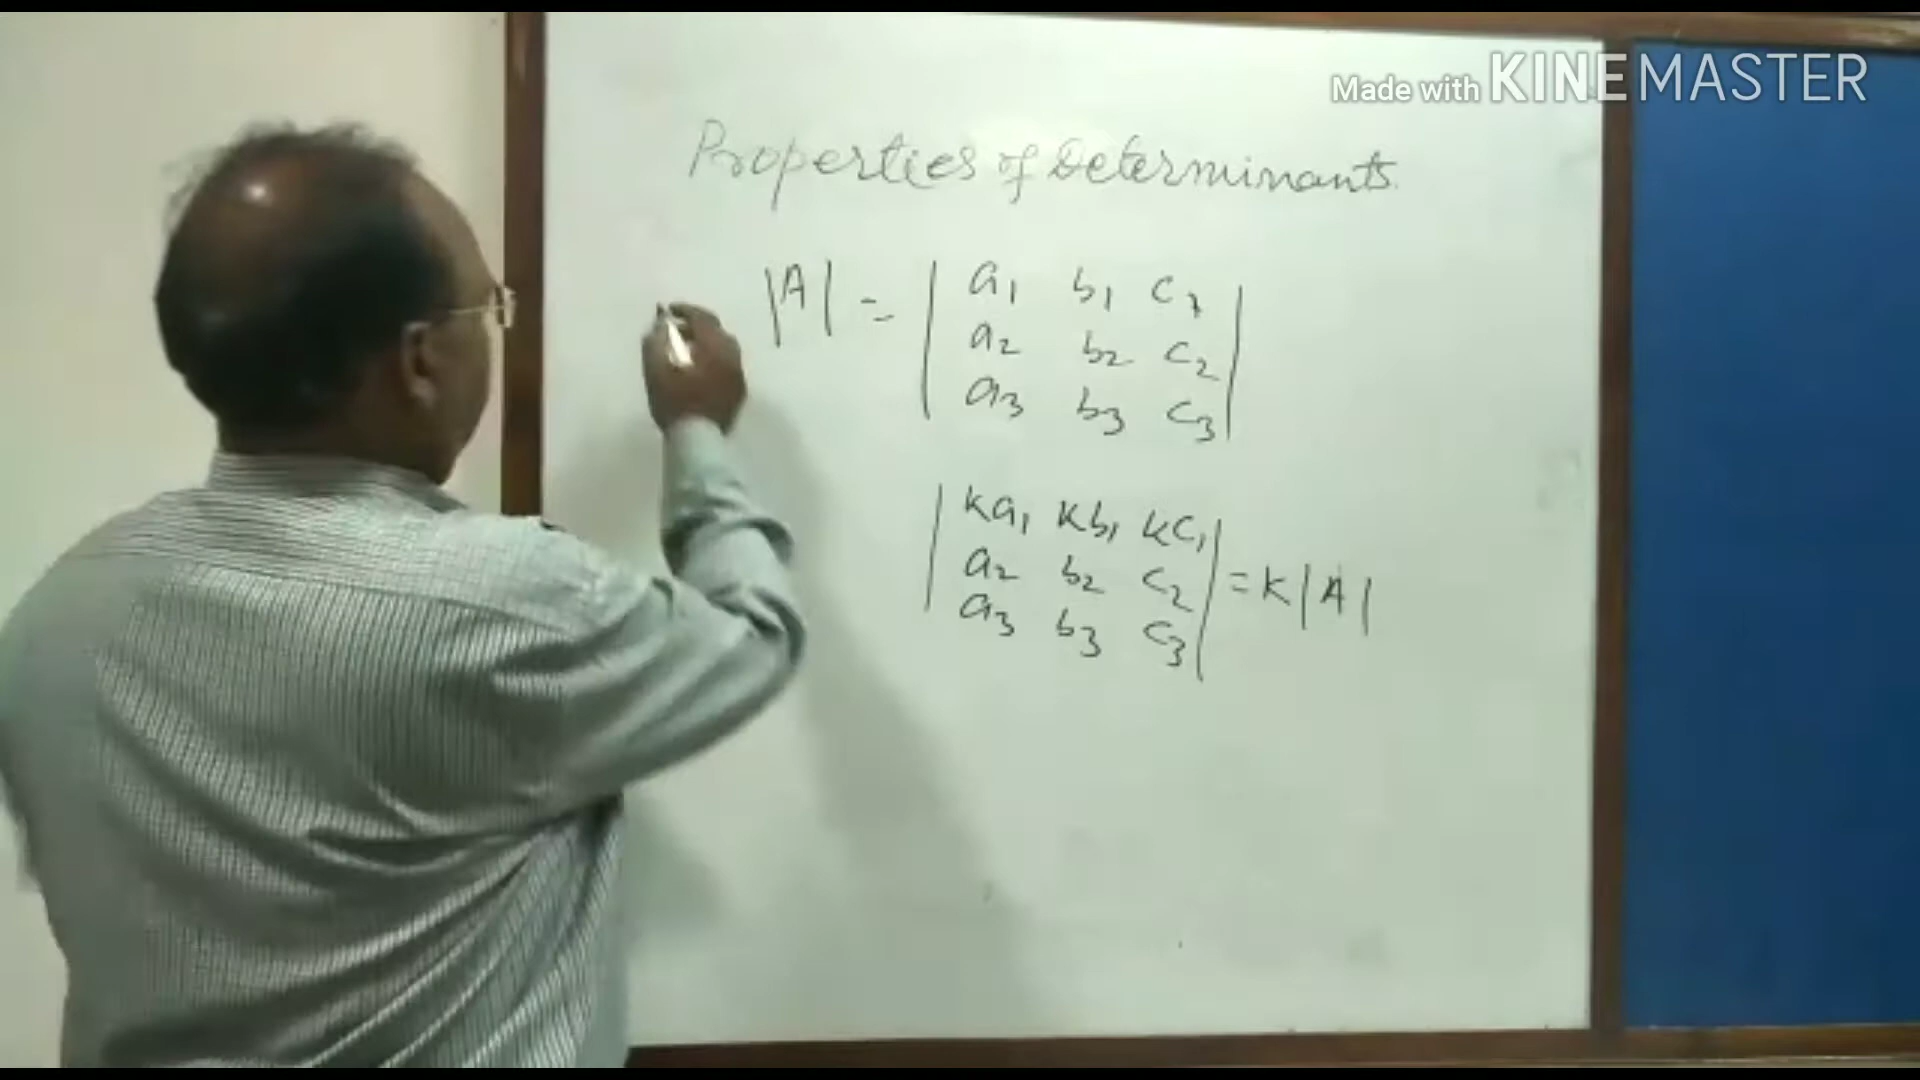 Made with KINEMASTER
Properties of Determinants.
|A| = | a1 b1 c1 |
| a2 b2 c2 |
| a3 b3 c3 |
| Ka1 Kb1 KC1 |
| a2 b2 c2 | = K|A|
| a3 b3 c3 |